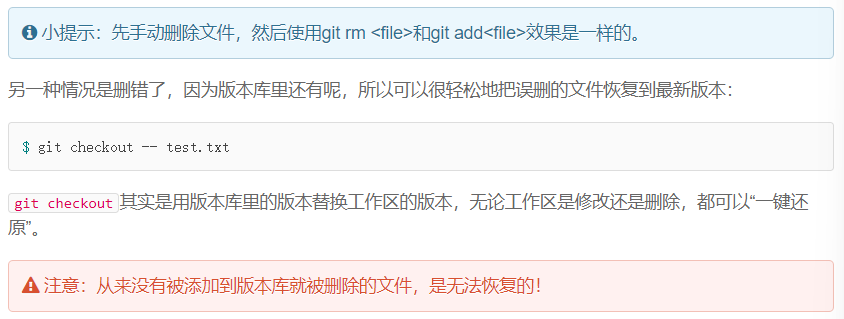 小提示：先手动删除文件，然后使用git rm <file>和git add<file>效果是一样的。
另一种情况是删错了，因为版本库里还有呢，所以可以很轻松地把误删的文件恢复到最新版本：
$ git checkout -- test.txt
git checkout其实是用版本库里的版本替换工作区的版本，无论工作区是修改还是删除，都可以“一键还
原”。
注意：从来没有被添加到版本库就被删除的文件，是无法恢复的！